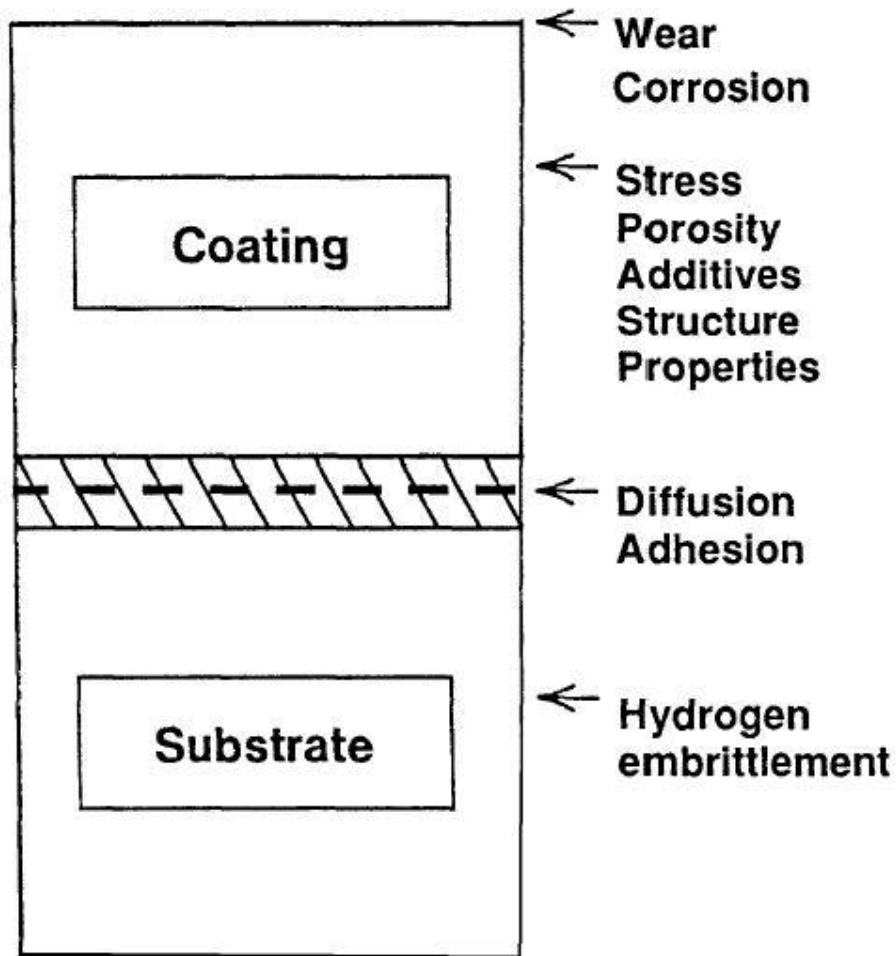 Wear
Corrosion
Coating
Stress
Porosity
Additives
Structure
Properties
Diffusion
Adhesion
Substrate
Hydrogen
embrittlement